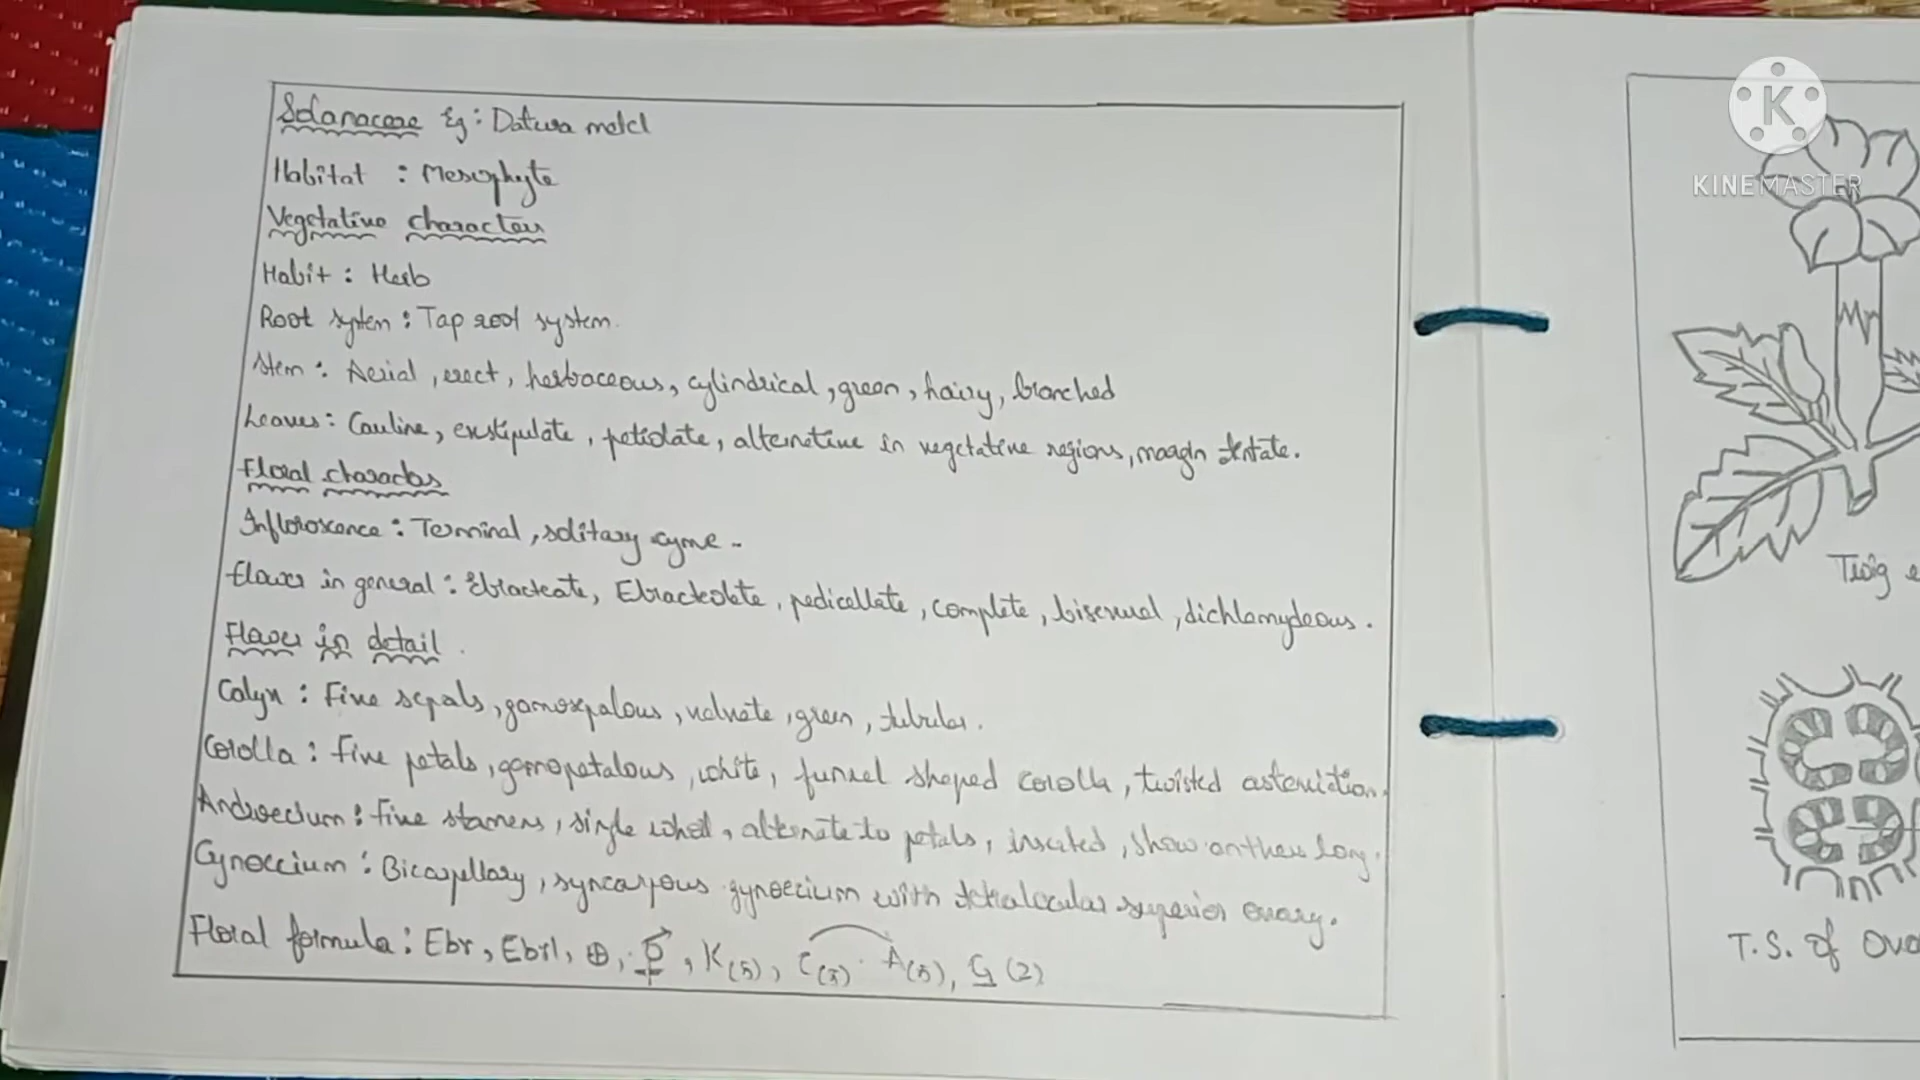 Solanaceae Eg: Datura metel
Habitat : Mesophyte
Vegetative characters
Habit : Herb
Root system : Tap root system.
Stem : Aerial, erect, herbaceous, cylindrical, green, hairy, branched
Leaves : Cauline, exstipulate, petiolate, alternative in vegetative regions, margin dentate.
Floral characters
Infloroscence : Terminal, solitary cyme.
flower in general : Ebracteate, Ebracteolate, pedicellate, complete, bisexual, dichlamydeous.
Flower in detail.
Calyx : Five sepals, gamosepalous, valvate, green, tubular.
Corolla : five petals, gamopetalous, white, funnel shaped corolla, twisted
Androecium : five stamens, single whorl, alternate to petals, inserted, show anthers long.
Gynoecium : Bicarpellary, syncarpous gynoecium with tetralocular superior ovary.
Floral formula : Ebr, Ebrl, ⊕, ⚥, K(5), C(5) A(5), G(2)
KINEMASTER
Twig
T.S. of